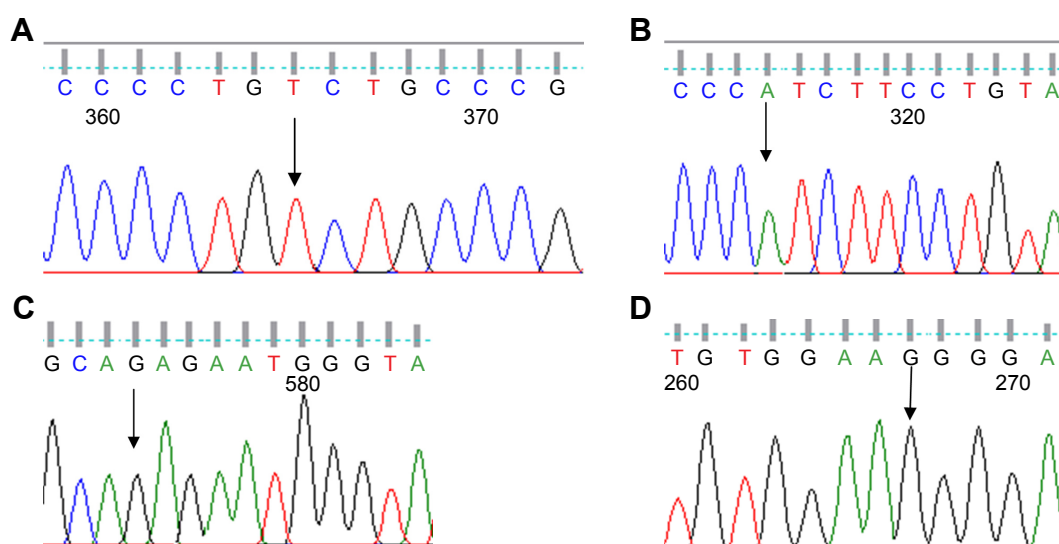 A
C C C C T G T C T G C C C G
360 370
B
C C C A T C T T C C T G T A
320
C
G C A G A G A A T G G G T A
580
D
T G T G G A A G G G G A
260 270